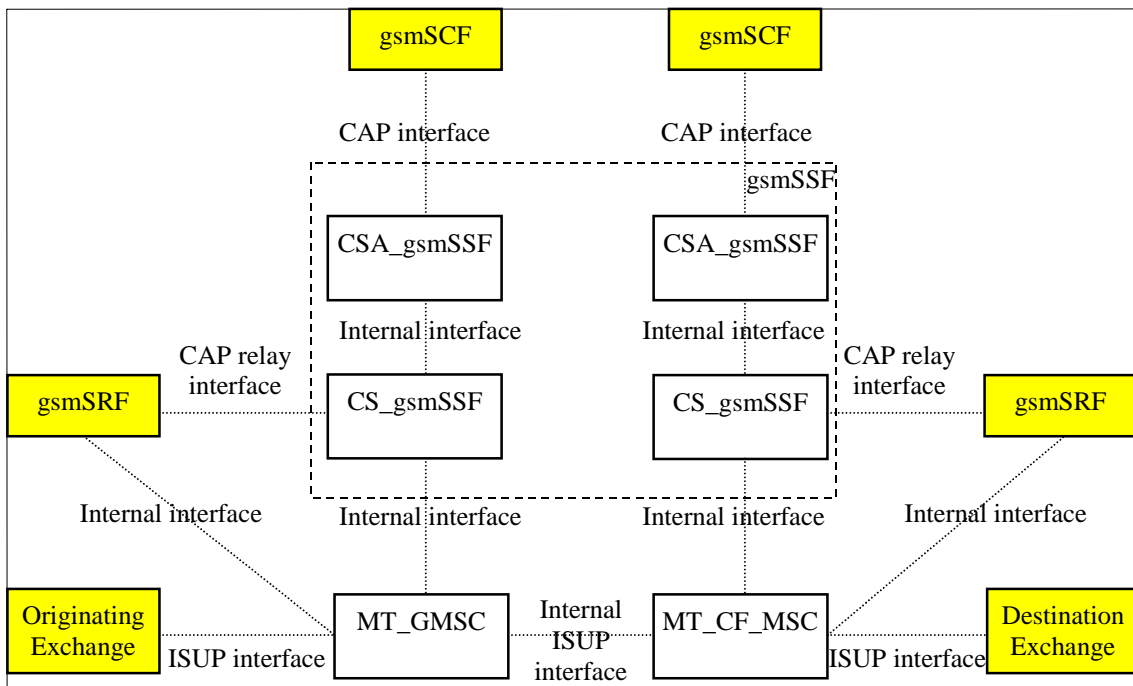 gsmSCF
gsmSCF
CAP interface
CAP interface
gsmSSF
CSA_gsmSSF
CSA_gsmSSF
Internal interface
Internal interface
CAP relay
interface
CAP relay
interface
gsmSRF
CS_gsmSSF
CS_gsmSSF
gsmSRF
Internal interface
Internal interface
Internal interface
Internal interface
Originating
Exchange
ISUP interface
MT_GMSC
Internal
ISUP
interface
MT_CF_MSC
ISUP interface
Destination
Exchange